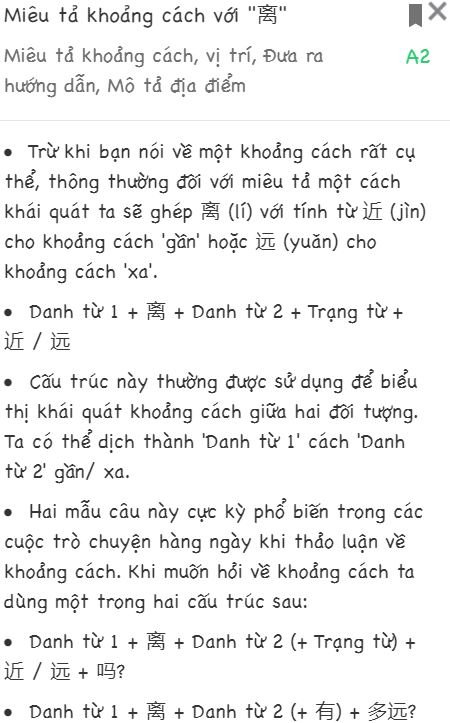 Miêu tả khoảng cách với "离"
Miêu tả khoảng cách, vị trí, Đưa ra
A2
hướng dẫn, Mô tả địa điểm
• Trừ khi bạn nói về một khoảng cách rất cụ
thể, thông thường đối với miêu tả một cách
khái quát ta sẽ ghép 离 (lí) với tính từ 近 (jìn)
cho khoảng cách 'gần' hoặc 远 (yuǎn) cho
khoảng cách 'xa'.
• Danh từ 1 + 离 + Danh từ 2 + Trạng từ +
近 / 远
• Cấu trúc này thường được sử dụng để biểu
thị khái quát khoảng cách giữa hai đối tượng.
Ta có thể dịch thành 'Danh từ 1' cách 'Danh
từ 2' gần/ xa.
• Hai mẫu câu này cực kỳ phổ biến trong các
cuộc trò chuyện hàng ngày khi thảo luận về
khoảng cách. Khi muốn hỏi về khoảng cách ta
dùng một trong hai cấu trúc sau:
• Danh từ 1 + 离 + Danh từ 2 (+ Trạng từ) +
近 / 远 + 吗?
• Danh từ 1 + 离 + Danh từ 2 (+ 有) + 多远?